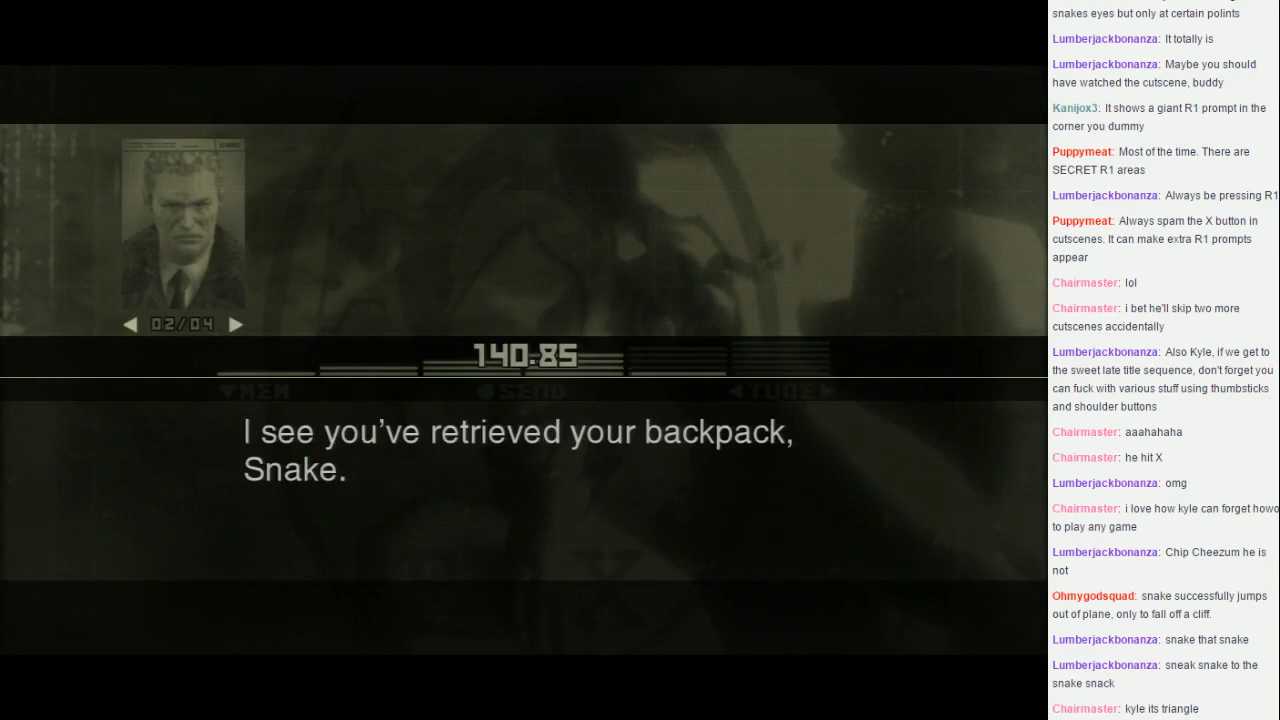 02/04
140.85
MEM
SEND
TUNE
I see you've retrieved your backpack,
Snake.
snakes eyes but only at certain polints
Lumberjackbonanza: It totally is
Lumberjackbonanza: Maybe you should
have watched the cutscene, buddy
Kanijox3: It shows a giant R1 prompt in the
corner you dummy
Puppymeat: Most of the time. There are
SECRET R1 areas
Lumberjackbonanza: Always be pressing R1
Puppymeat: Always spam the X button in
cutscenes. It can make extra R1 prompts
appear
Chairmaster: lol
Chairmaster: i bet he'll skip two more
cutscenes accidentally
Lumberjackbonanza: Also Kyle, if we get to
the sweet late title sequence, don't forget you
can fuck with various stuff using thumbsticks
and shoulder buttons
Chairmaster: aaahahaha
Chairmaster: he hit X
Lumberjackbonanza: omg
Chairmaster: i love how kyle can forget howo
to play any game
Lumberjackbonanza: Chip Cheezum he is
not
Ohmygodsquad: snake successfully jumps
out of plane, only to fall off a cliff.
Lumberjackbonanza: snake that snake
Lumberjackbonanza: sneak snake to the
snake snack
Chairmaster: kyle its triangle